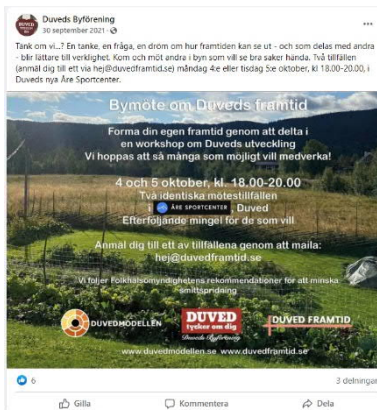 Duveds Byförening
30 september 2021 ·
Tänk om vi...? En tanke, en fråga, en dröm om hur framtiden kan se ut - och som delas med andra
- blir lättare till verklighet. Kom och möt andra i byn som vill se bra saker hända. Två tillfällen
(anmäl dig till ett via hej@duvedframtid.se) måndag 4:e eller tisdag 5:e oktober, kl 18.00-20.00, i
Duveds nya Åre Sportcenter.
Bymöte om Duveds framtid
Forma din egen framtid genom att delta i
en workshop om Duveds utveckling
Vi hoppas att så många som möjligt vill medverka!
4 och 5 oktober, kl. 18.00-20.00
Två identiska mötestillfällen
i ÅRE SPORTCENTER, Duved
Efterföljande mingel för de som vill
Anmäl dig till ett av tillfällena genom att maila:
hej@duvedframtid.se
Vi följer Folkhälsomyndighetens rekommendationer för att minska
smittspridning
DUVEDMODELLEN
DUVED
tycker om dig
Duveds Byförening
DUVED FRAMTID
www.duvedmodellen.se www.duvedframtid.se
6
3 delningar
Gilla
Kommentera
Dela